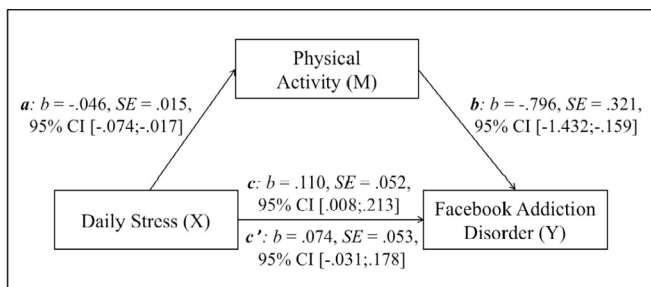 Physical
Activity (M)
a: b = -.046, SE = .015,
95% CI [-.074;-.017]
b: b = -.796, SE = .321,
95% CI [-1.432;-.159]
Daily Stress (X)
c: b = .110, SE = .052,
95% CI [.008;.213]
c': b = .074, SE = .053,
95% CI [-.031;.178]
Facebook Addiction
Disorder (Y)